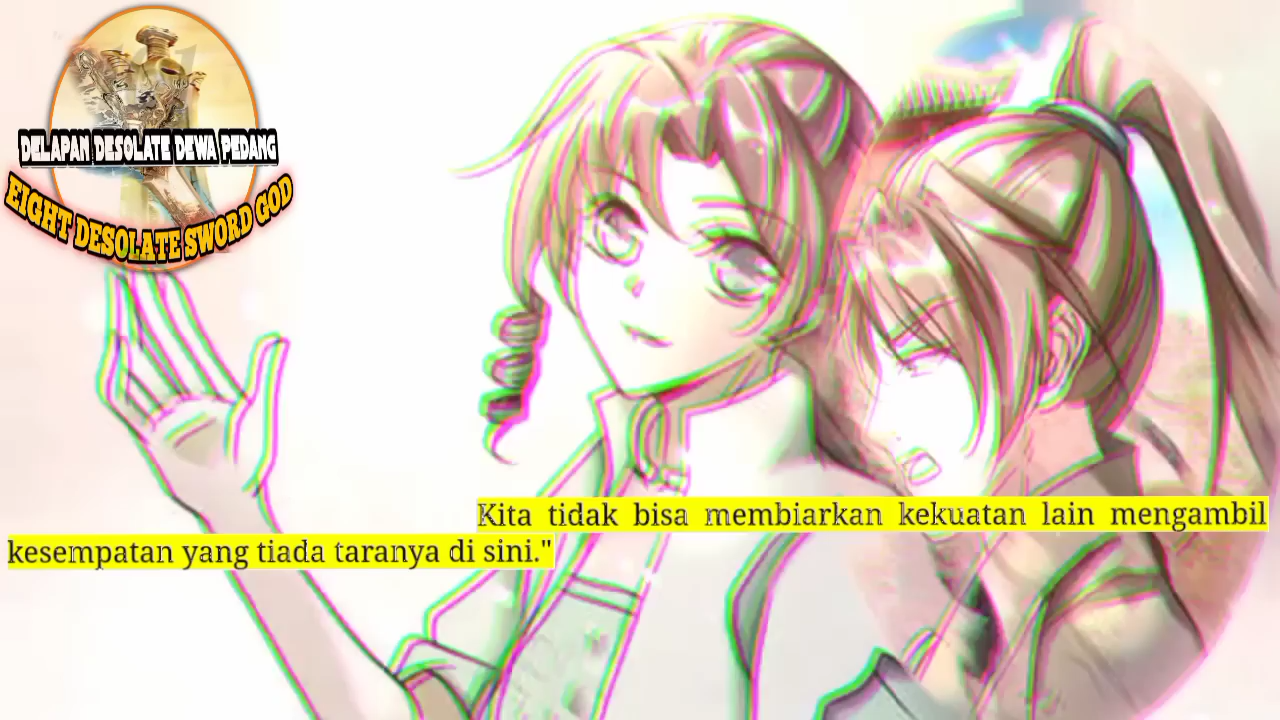 DELAPAN DESOLATE DEWA PEDANG
EIGHT DESOLATE SWORD GOD
Kita tidak bisa membiarkan kekuatan lain mengambil
kesempatan yang tiada taranya di sini."